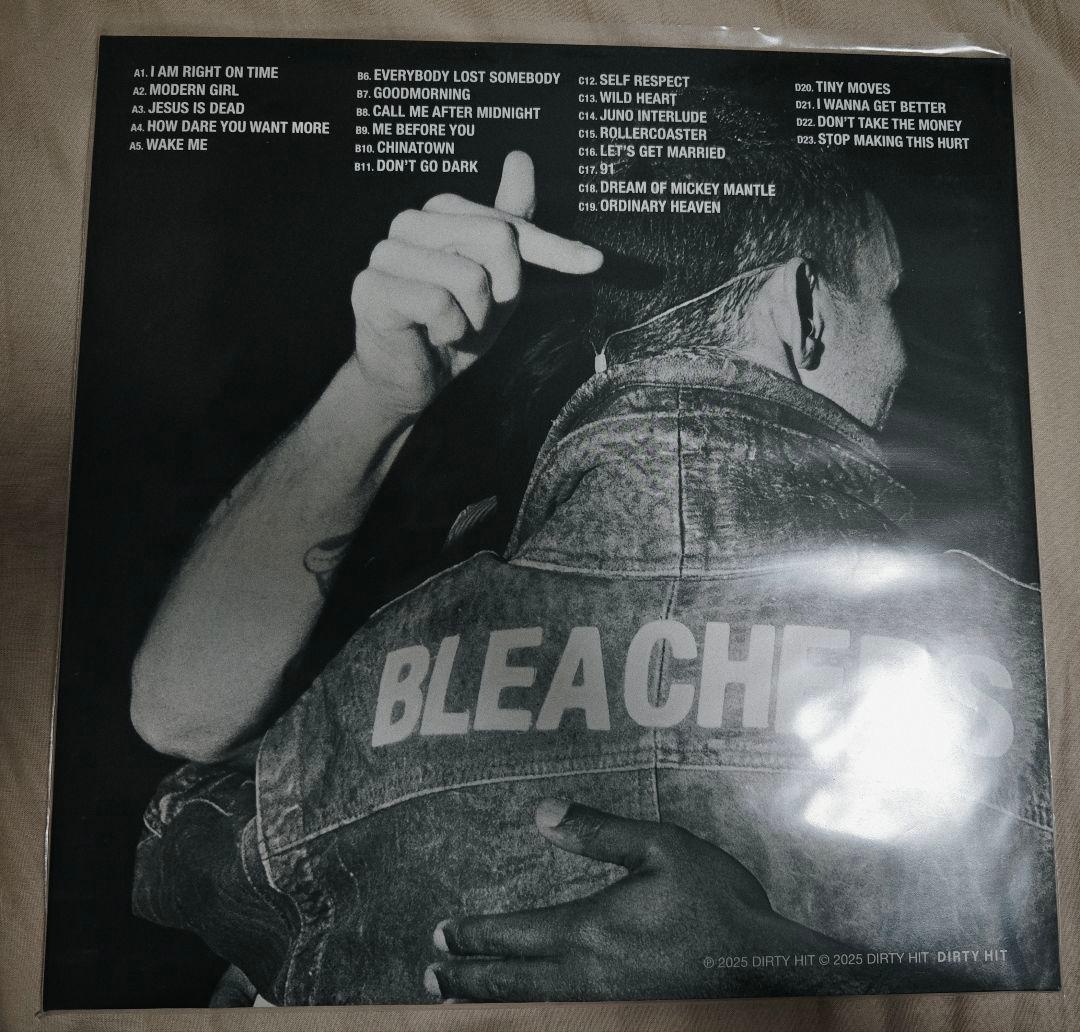 A1. I AM RIGHT ON TIME
A2. MODERN GIRL
A3. JESUS IS DEAD
A4. HOW DARE YOU WANT MORE
A5. WAKE ME
B6. EVERYBODY LOST SOMEBODY
B7. GOODMORNING
B8. CALL ME AFTER MIDNIGHT
B9. ME BEFORE YOU
B10. CHINATOWN
B11. DON'T GO DARK
C12. SELF RESPECT
C13. WILD HEART
C14. JUNO INTERLUDE
C15. ROLLERCOASTER
C16. LET'S GET MARRIED
C17. 91
C18. DREAM OF MICKEY MANTLE
C19. ORDINARY HEAVEN
D20. TINY MOVES
D21. I WANNA GET BETTER
D22. DON'T TAKE THE MONEY
D23. STOP MAKING THIS HURT
BLEACHERS
℗ 2025 DIRTY HIT © 2025 DIRTY HIT DIRTY HIT